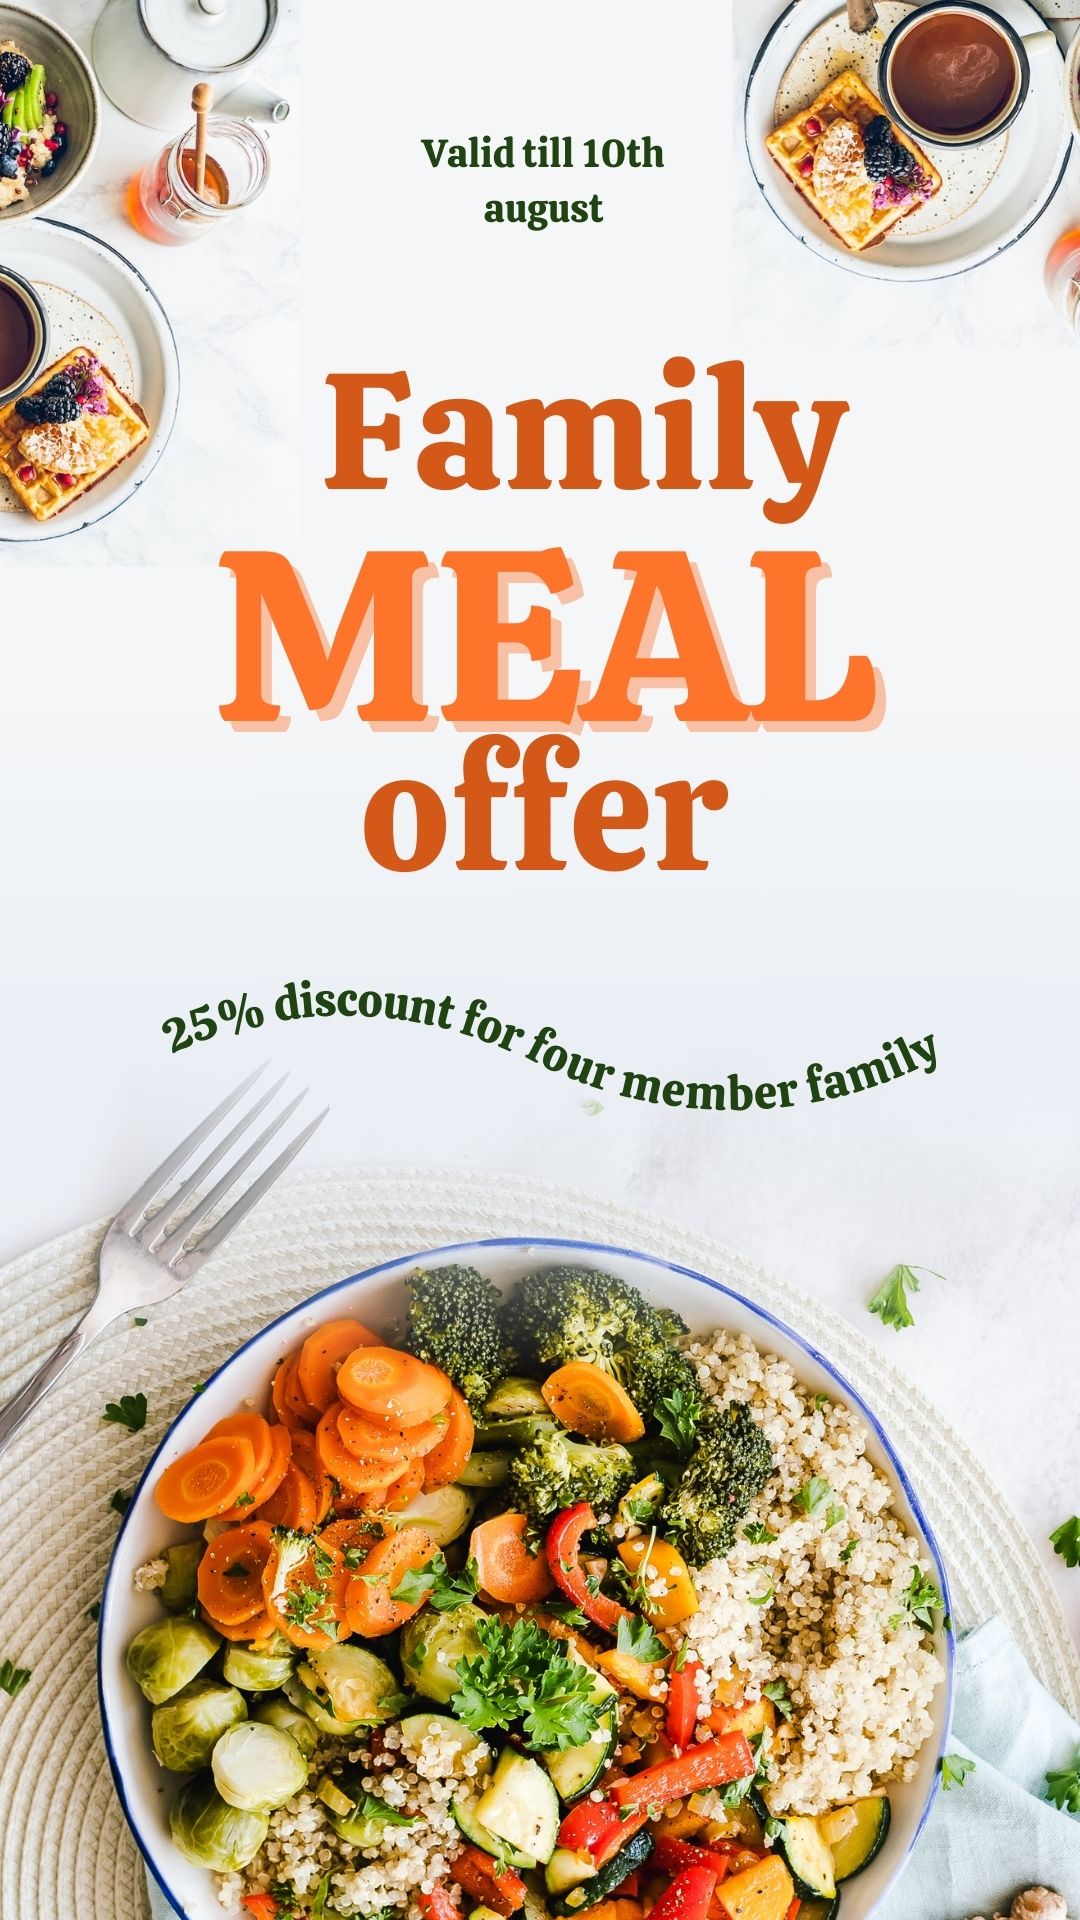 Valid till 10th
august
Family
MEAL
offer
25% discount for four member family